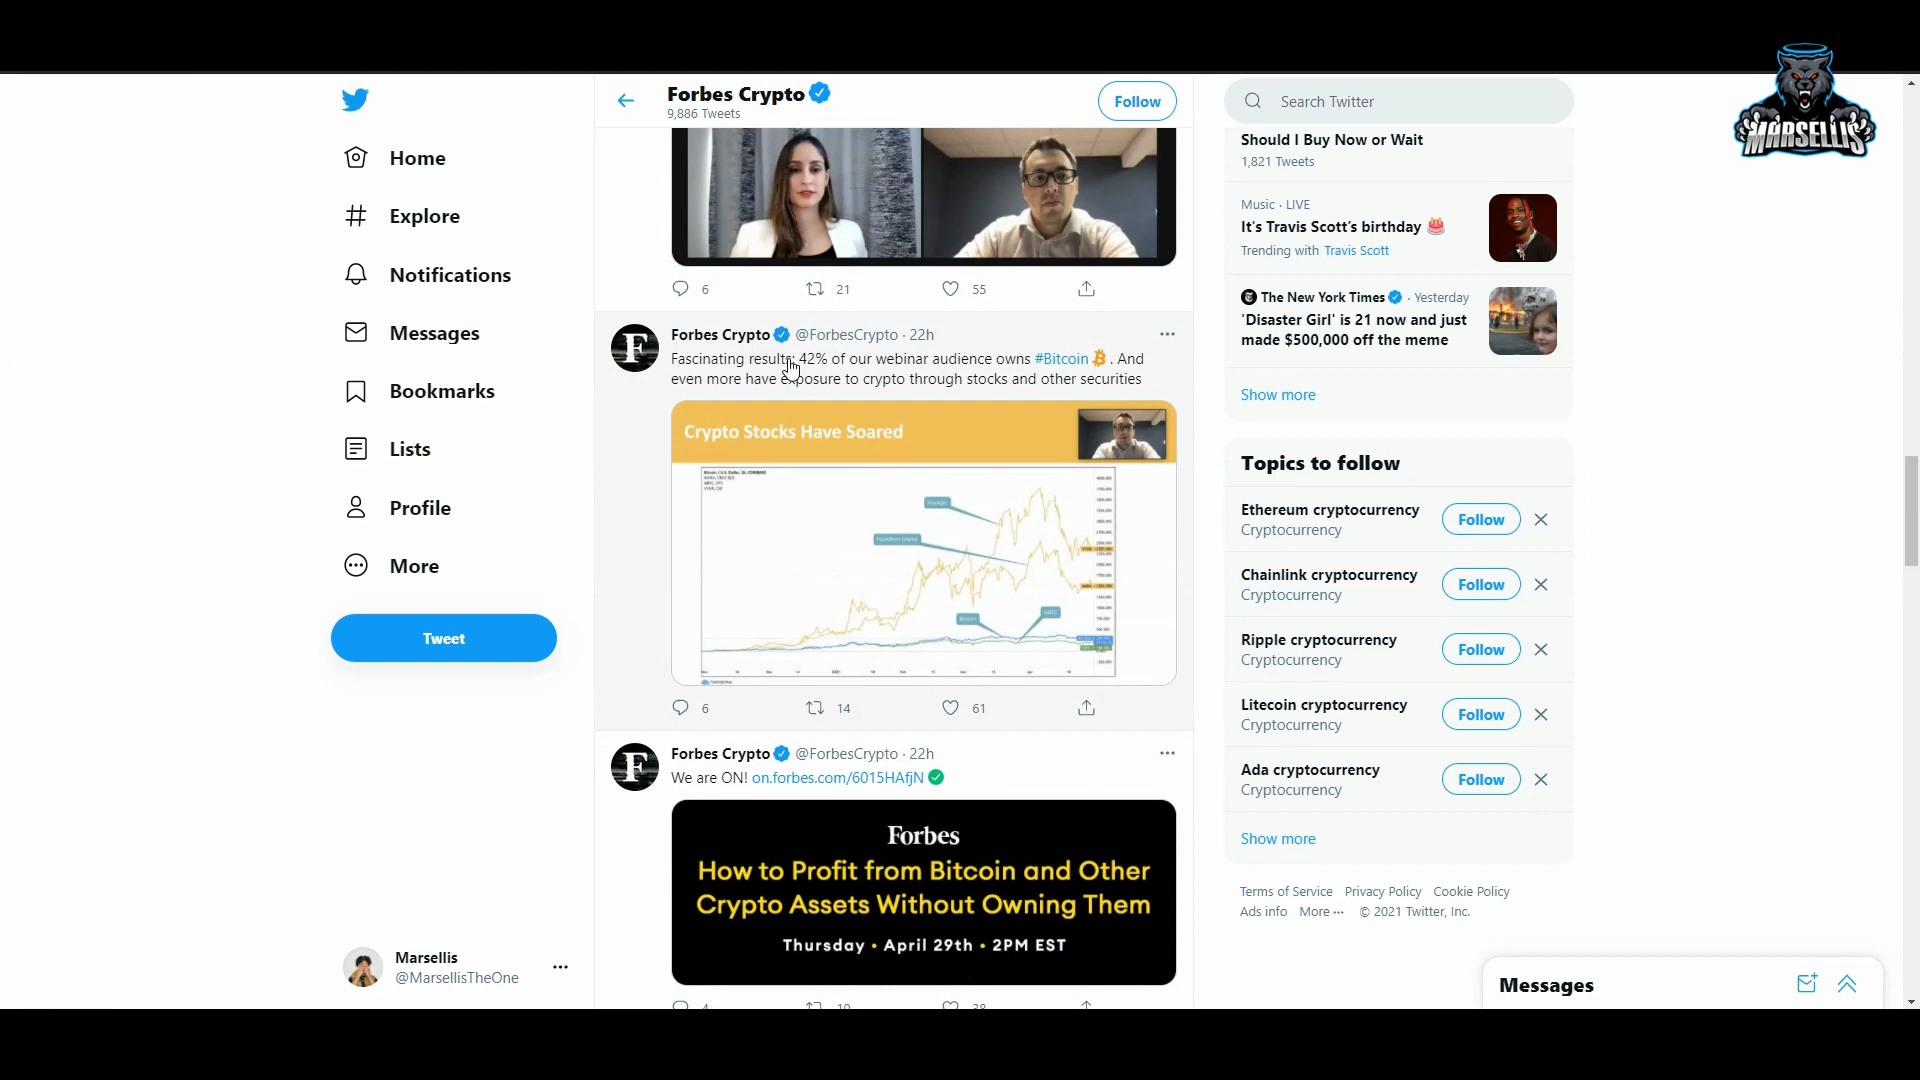 MARSELLIS
Home
Explore
Notifications
Messages
Bookmarks
Lists
Profile
More
Tweet
Marsellis
@MarsellisTheOne
Forbes Crypto
9,886 Tweets
Follow
6 21 55
Forbes Crypto @ForbesCrypto · 22h
Fascinating results: 42% of our webinar audience owns #Bitcoin . And
even more have exposure to crypto through stocks and other securities
Crypto Stocks Have Soared
Bitcoin
6 14 61
Forbes Crypto @ForbesCrypto · 22h
We are ON! on.forbes.com/6015HAfjN
Forbes
How to Profit from Bitcoin and Other
Crypto Assets Without Owning Them
Thursday • April 29th • 2PM EST
Search Twitter
Should I Buy Now or Wait
1,821 Tweets
Music · LIVE
It's Travis Scott's birthday
Trending with Travis Scott
The New York Times · Yesterday
'Disaster Girl' is 21 now and just
made $500,000 off the meme
Show more
Topics to follow
Ethereum cryptocurrency
Cryptocurrency
Follow
Chainlink cryptocurrency
Cryptocurrency
Follow
Ripple cryptocurrency
Cryptocurrency
Follow
Litecoin cryptocurrency
Cryptocurrency
Follow
Ada cryptocurrency
Cryptocurrency
Follow
Show more
Terms of Service Privacy Policy Cookie Policy
Ads info More ··· © 2021 Twitter, Inc.
Messages